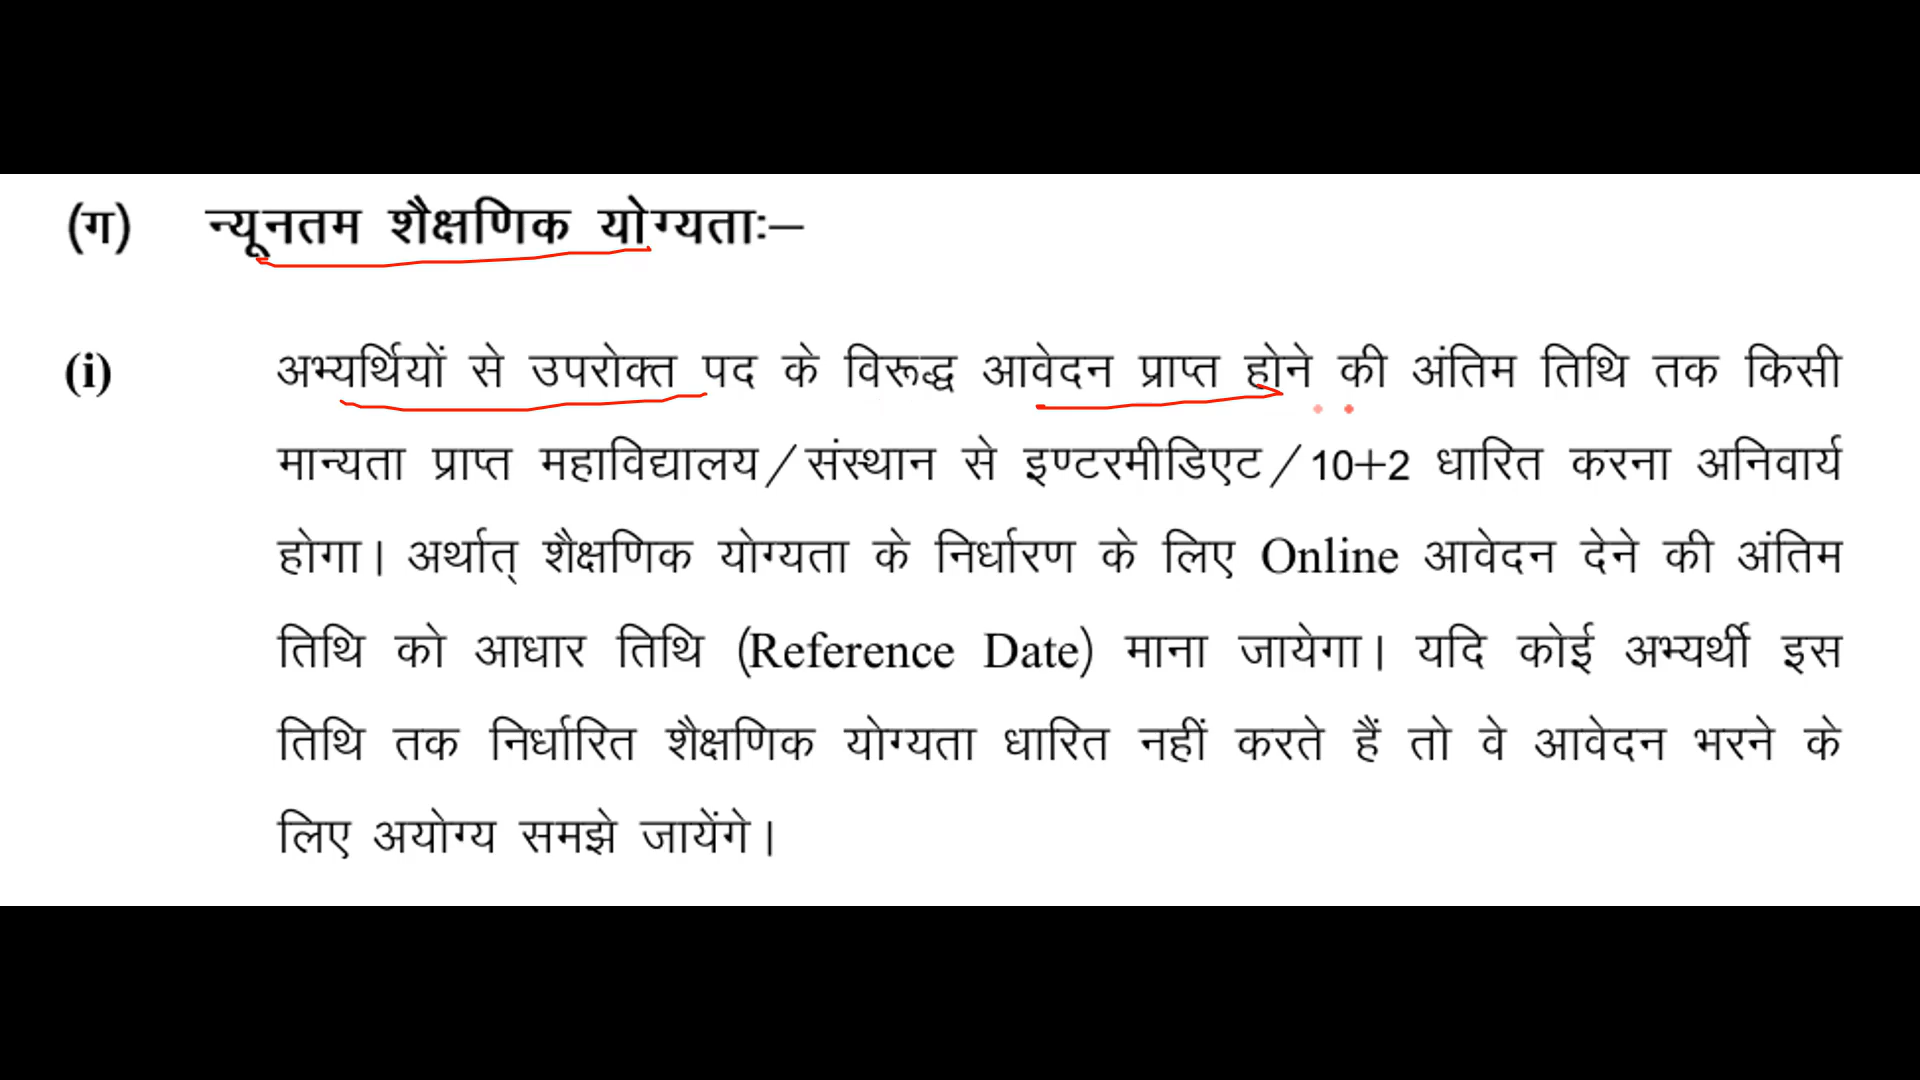 (ग) न्यूनतम शैक्षणिक योग्यताः–
(i) अभ्यर्थियों से उपरोक्त पद के विरूद्ध आवेदन प्राप्त होने की अंतिम तिथि तक किसी
मान्यता प्राप्त महाविद्यालय/संस्थान से इण्टरमीडिएट/10+2 धारित करना अनिवार्य
होगा। अर्थात् शैक्षणिक योग्यता के निर्धारण के लिए Online आवेदन देने की अंतिम
तिथि को आधार तिथि (Reference Date) माना जायेगा। यदि कोई अभ्यर्थी इस
तिथि तक निर्धारित शैक्षणिक योग्यता धारित नहीं करते हैं तो वे आवेदन भरने के
लिए अयोग्य समझे जायेंगे।